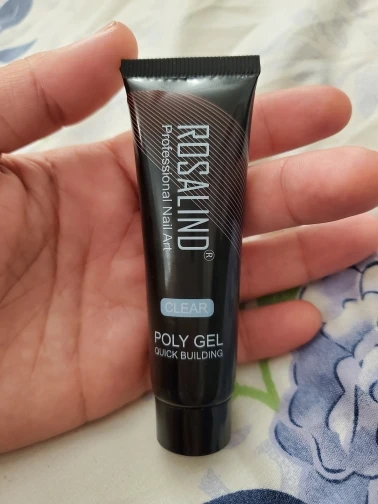 ROSALIND®
Professional Nail Art
CLEAR
POLY GEL
QUICK BUILDING